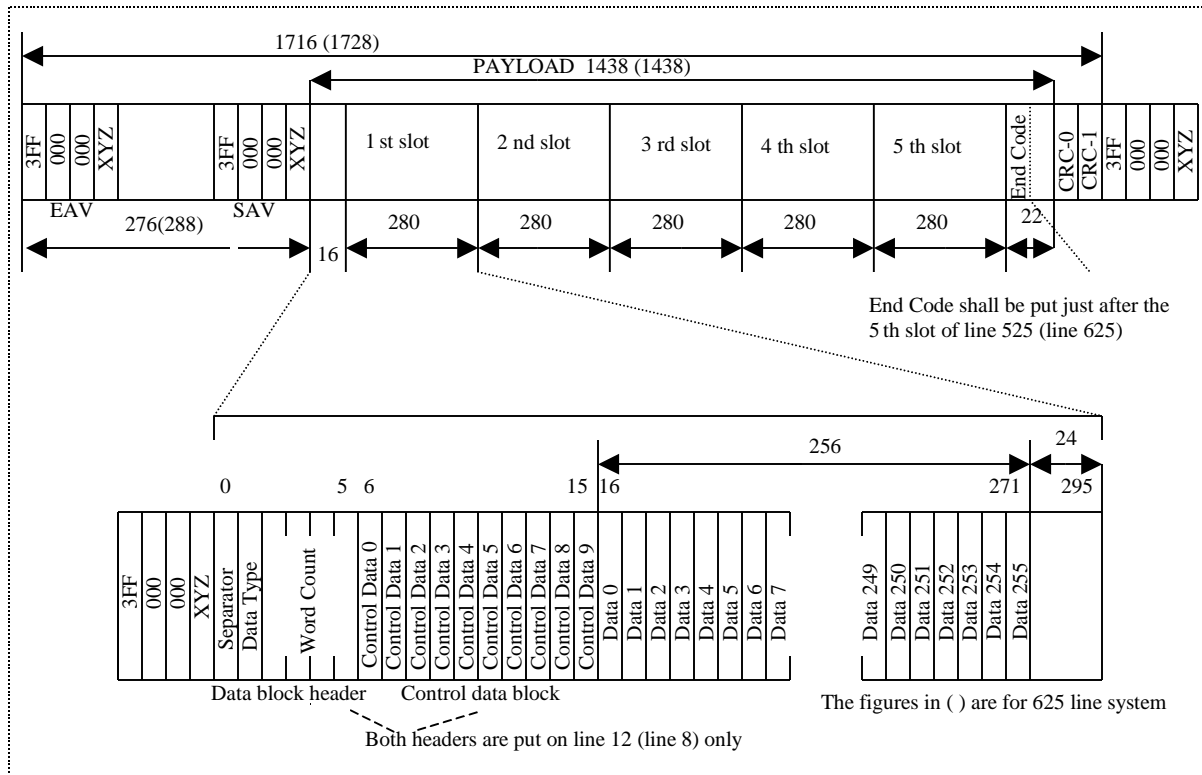 1716 (1728)
PAYLOAD 1438 (1438)
3FF 000 000 XYZ 3FF 000 000 XYZ 1 st slot 2 nd slot 3 rd slot 4 th slot 5 th slot End Code CRC-0 CRC-1 3FF 000 000 XYZ
EAV SAV
276(288) 16 280 280 280 280 280 22
End Code shall be put just after the
5 th slot of line 525 (line 625)
256 24
0 5 6 15 16 271 295
3FF 000 000 XYZ Separator Data Type Word Count Control Data 0 Control Data 1 Control Data 2 Control Data 3 Control Data 4 Control Data 5 Control Data 6 Control Data 7 Control Data 8 Control Data 9 Data 0 Data 1 Data 2 Data 3 Data 4 Data 5 Data 6 Data 7 Data 249 Data 250 Data 251 Data 252 Data 253 Data 254 Data 255
Data block header Control data block
The figures in ( ) are for 625 line system
Both headers are put on line 12 (line 8) only